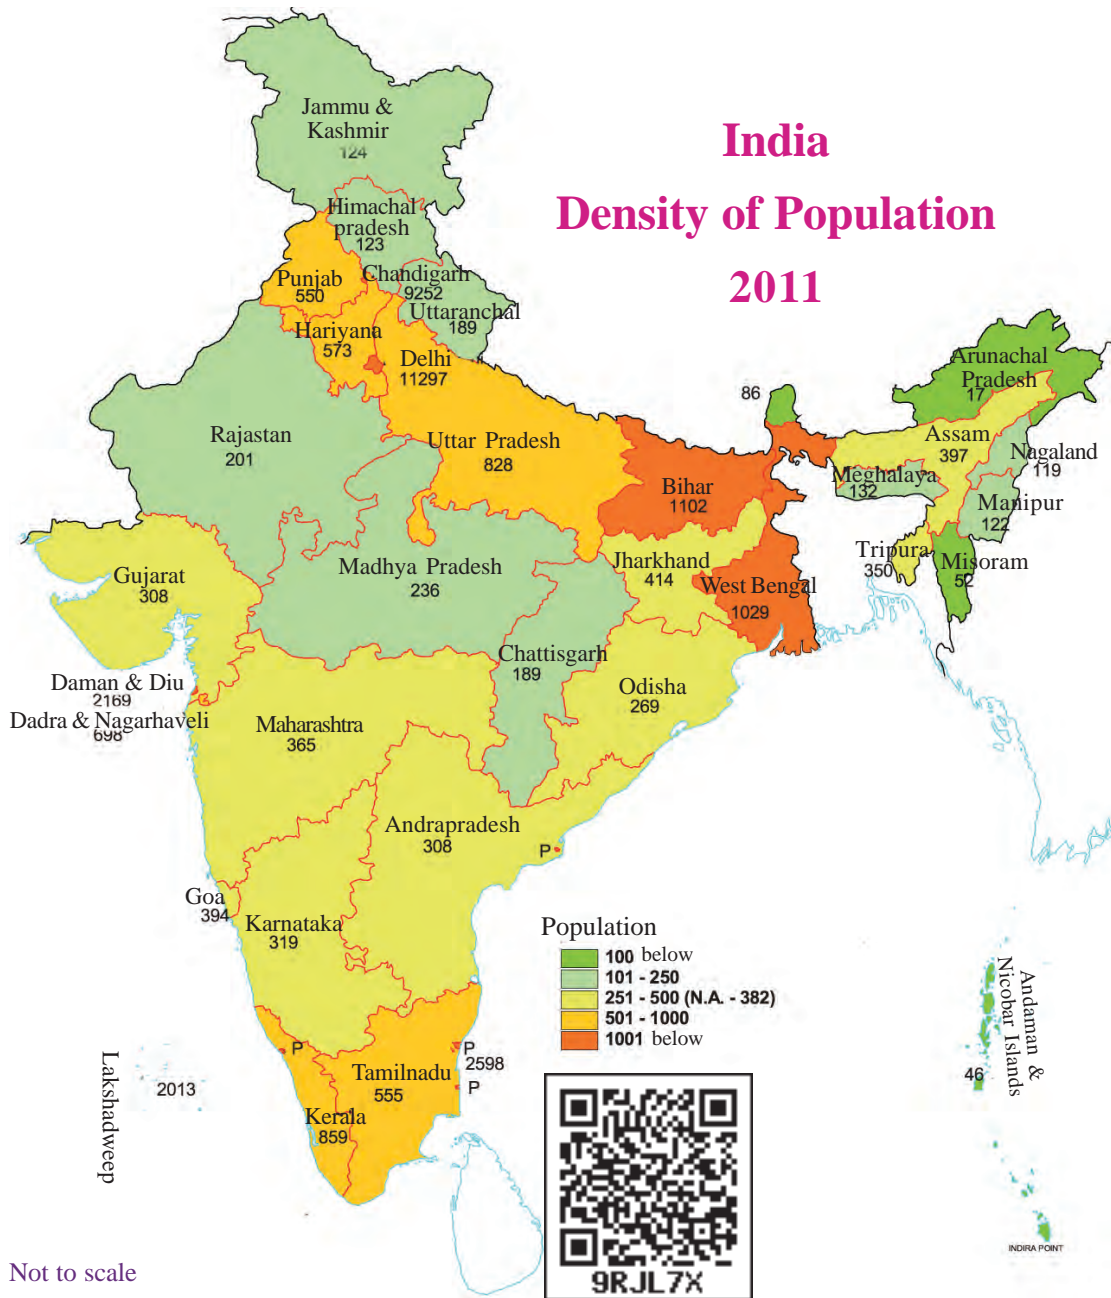 India
Density of Population
2011
Jammu &
Kashmir
124
Himachal
pradesh
123
Punjab
550
Chandigarh
9252
Uttaranchal
189
Hariyana
573
Delhi
11297
Rajastan
201
Uttar Pradesh
828
86
Arunachal
Pradesh
17
Assam
397
Nagaland
119
Meghalaya
132
Manipur
122
Bihar
1102
Tripura
350
Misoram
52
Gujarat
308
Madhya Pradesh
236
Jharkhand
414
West Bengal
1029
Chattisgarh
189
Odisha
269
Daman & Diu
2169
Dadra & Nagarhaveli
698
Maharashtra
365
Andrapradesh
308
P
Goa
394
Karnataka
319
Population
100 below
101 - 250
251 - 500 (N.A. - 382)
501 - 1000
1001 below
P
P
2598
P
Tamilnadu
555
Kerala
859
Lakshadweep
2013
Andaman &
Nicobar Islands
46
INDIRA POINT
9RJL7X
Not to scale